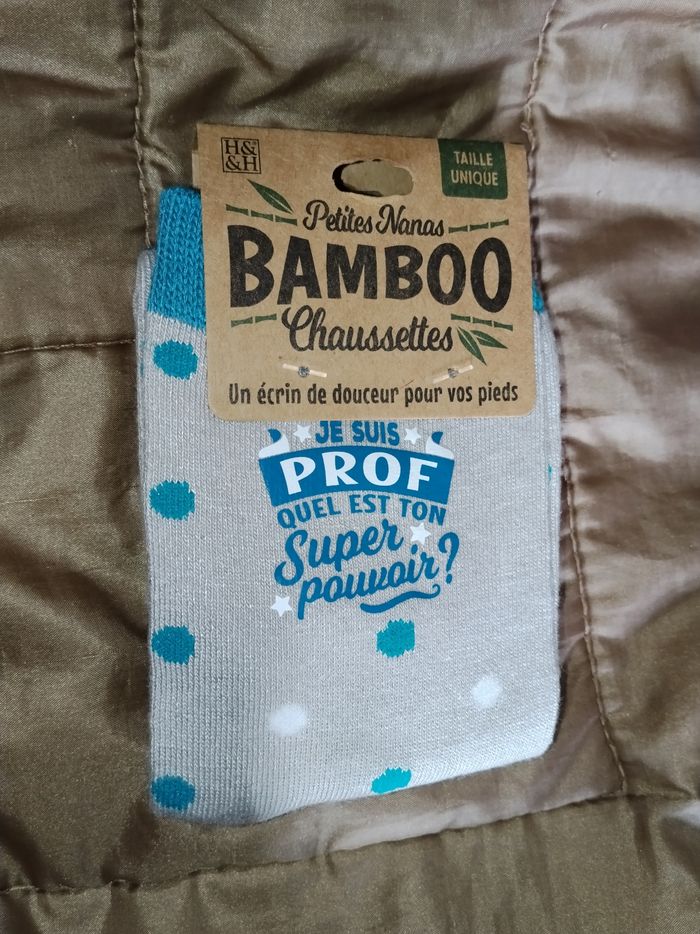 H&
&H
TAILLE
UNIQUE
Petites Nanas
BAMBOO
Chaussettes
Un écrin de douceur pour vos pieds
JE SUIS
PROF
QUEL EST TON
Super
pouvoir?